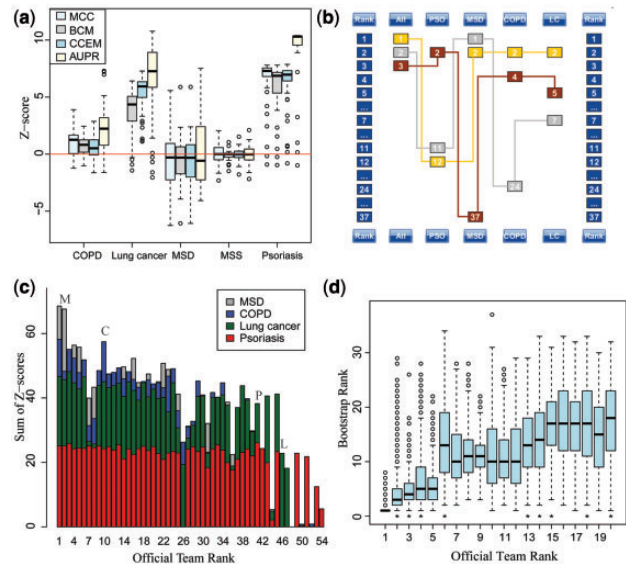 (a)
MCC
BCM
CCEM
AUPR
Z-score
10
5
0
−5
COPD Lung cancer MSD MSS Psoriasis
(b)
Rank All PSO MSD COPD LC Rank
1 1 1 1
2 2 2 2 2 2 2
3 3 3
4 4 4
5 5 5
... ...
7 7 7
... ...
11 11 11
12 12 12
... ...
24 24 24
... ...
37 37 37
Rank All PSO MSD COPD LC Rank
(c)
MSD
COPD
Lung cancer
Psoriasis
M
C
P
L
Sum of Z-scores
60
40
20
0
1 4 7 10 14 18 22 26 30 34 38 42 46 50 54
Official Team Rank
(d)
Bootstrap Rank
30
20
10
0
1 3 5 7 9 11 13 15 17 19
* * * * * * * *
Official Team Rank